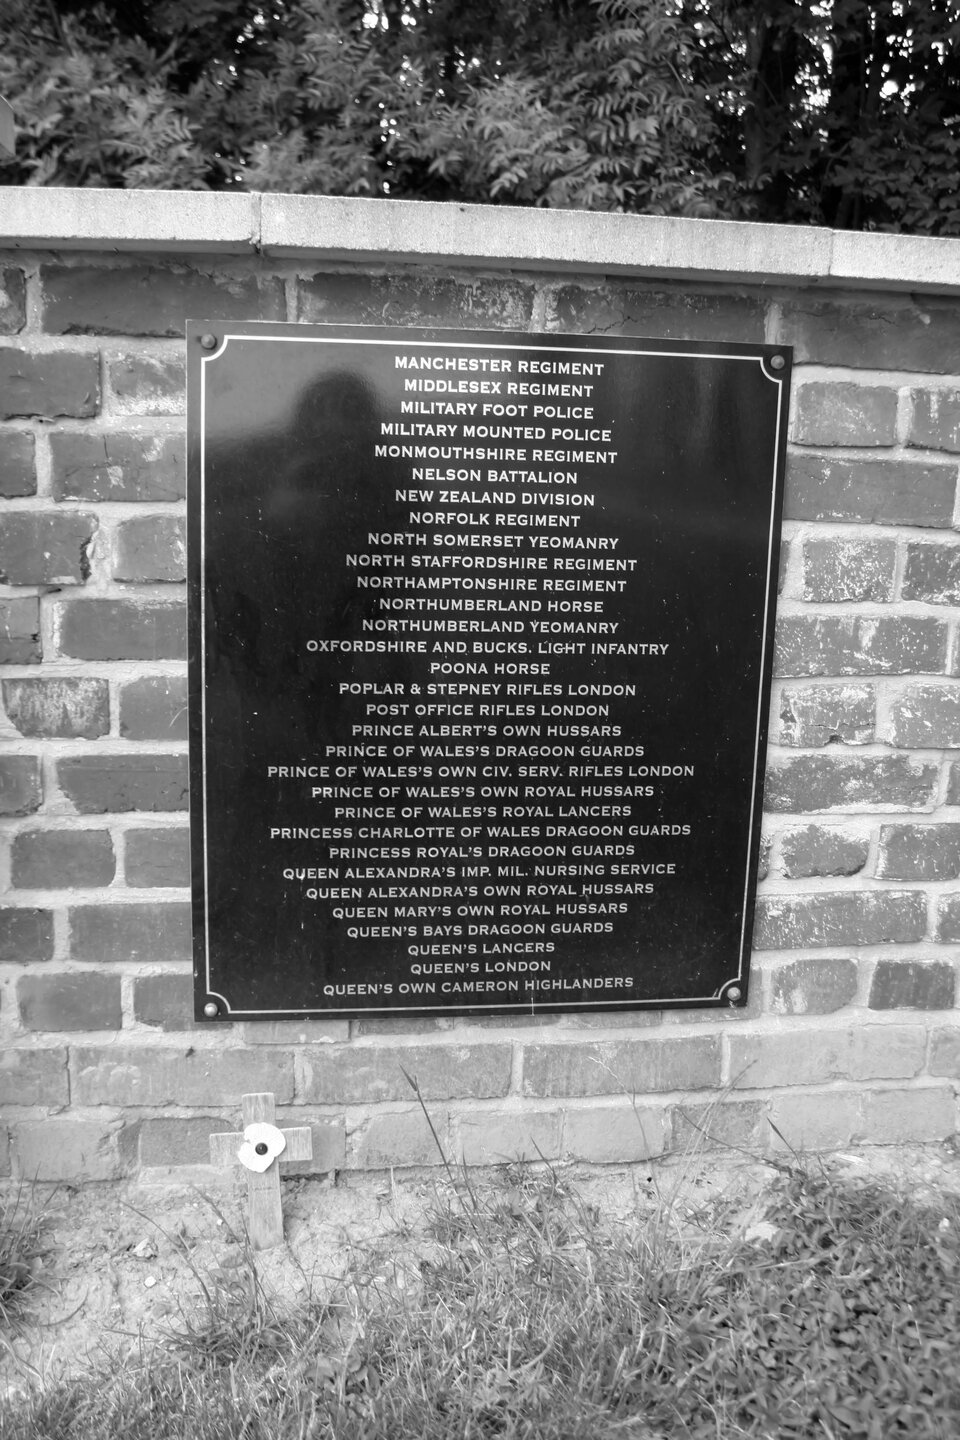 MANCHESTER REGIMENT
MIDDLESEX REGIMENT
MILITARY FOOT POLICE
MILITARY MOUNTED POLICE
MONMOUTHSHIRE REGIMENT
NELSON BATTALION
NEW ZEALAND DIVISION
NORFOLK REGIMENT
NORTH SOMERSET YEOMANRY
NORTH STAFFORDSHIRE REGIMENT
NORTHAMPTONSHIRE REGIMENT
NORTHUMBERLAND HORSE
NORTHUMBERLAND YEOMANRY
OXFORDSHIRE AND BUCKS. LIGHT INFANTRY
POONA HORSE
POPLAR & STEPNEY RIFLES LONDON
POST OFFICE RIFLES LONDON
PRINCE ALBERT'S OWN HUSSARS
PRINCE OF WALES'S DRAGOON GUARDS
PRINCE OF WALES'S OWN CIV. SERV. RIFLES LONDON
PRINCE OF WALES'S OWN ROYAL HUSSARS
PRINCE OF WALES'S ROYAL LANCERS
PRINCESS CHARLOTTE OF WALES DRAGOON GUARDS
PRINCESS ROYAL'S DRAGOON GUARDS
QUEEN ALEXANDRA'S IMP. MIL. NURSING SERVICE
QUEEN ALEXANDRA'S OWN ROYAL HUSSARS
QUEEN MARY'S OWN ROYAL HUSSARS
QUEEN'S BAYS DRAGOON GUARDS
QUEEN'S LANCERS
QUEEN'S LONDON
QUEEN'S OWN CAMERON HIGHLANDERS